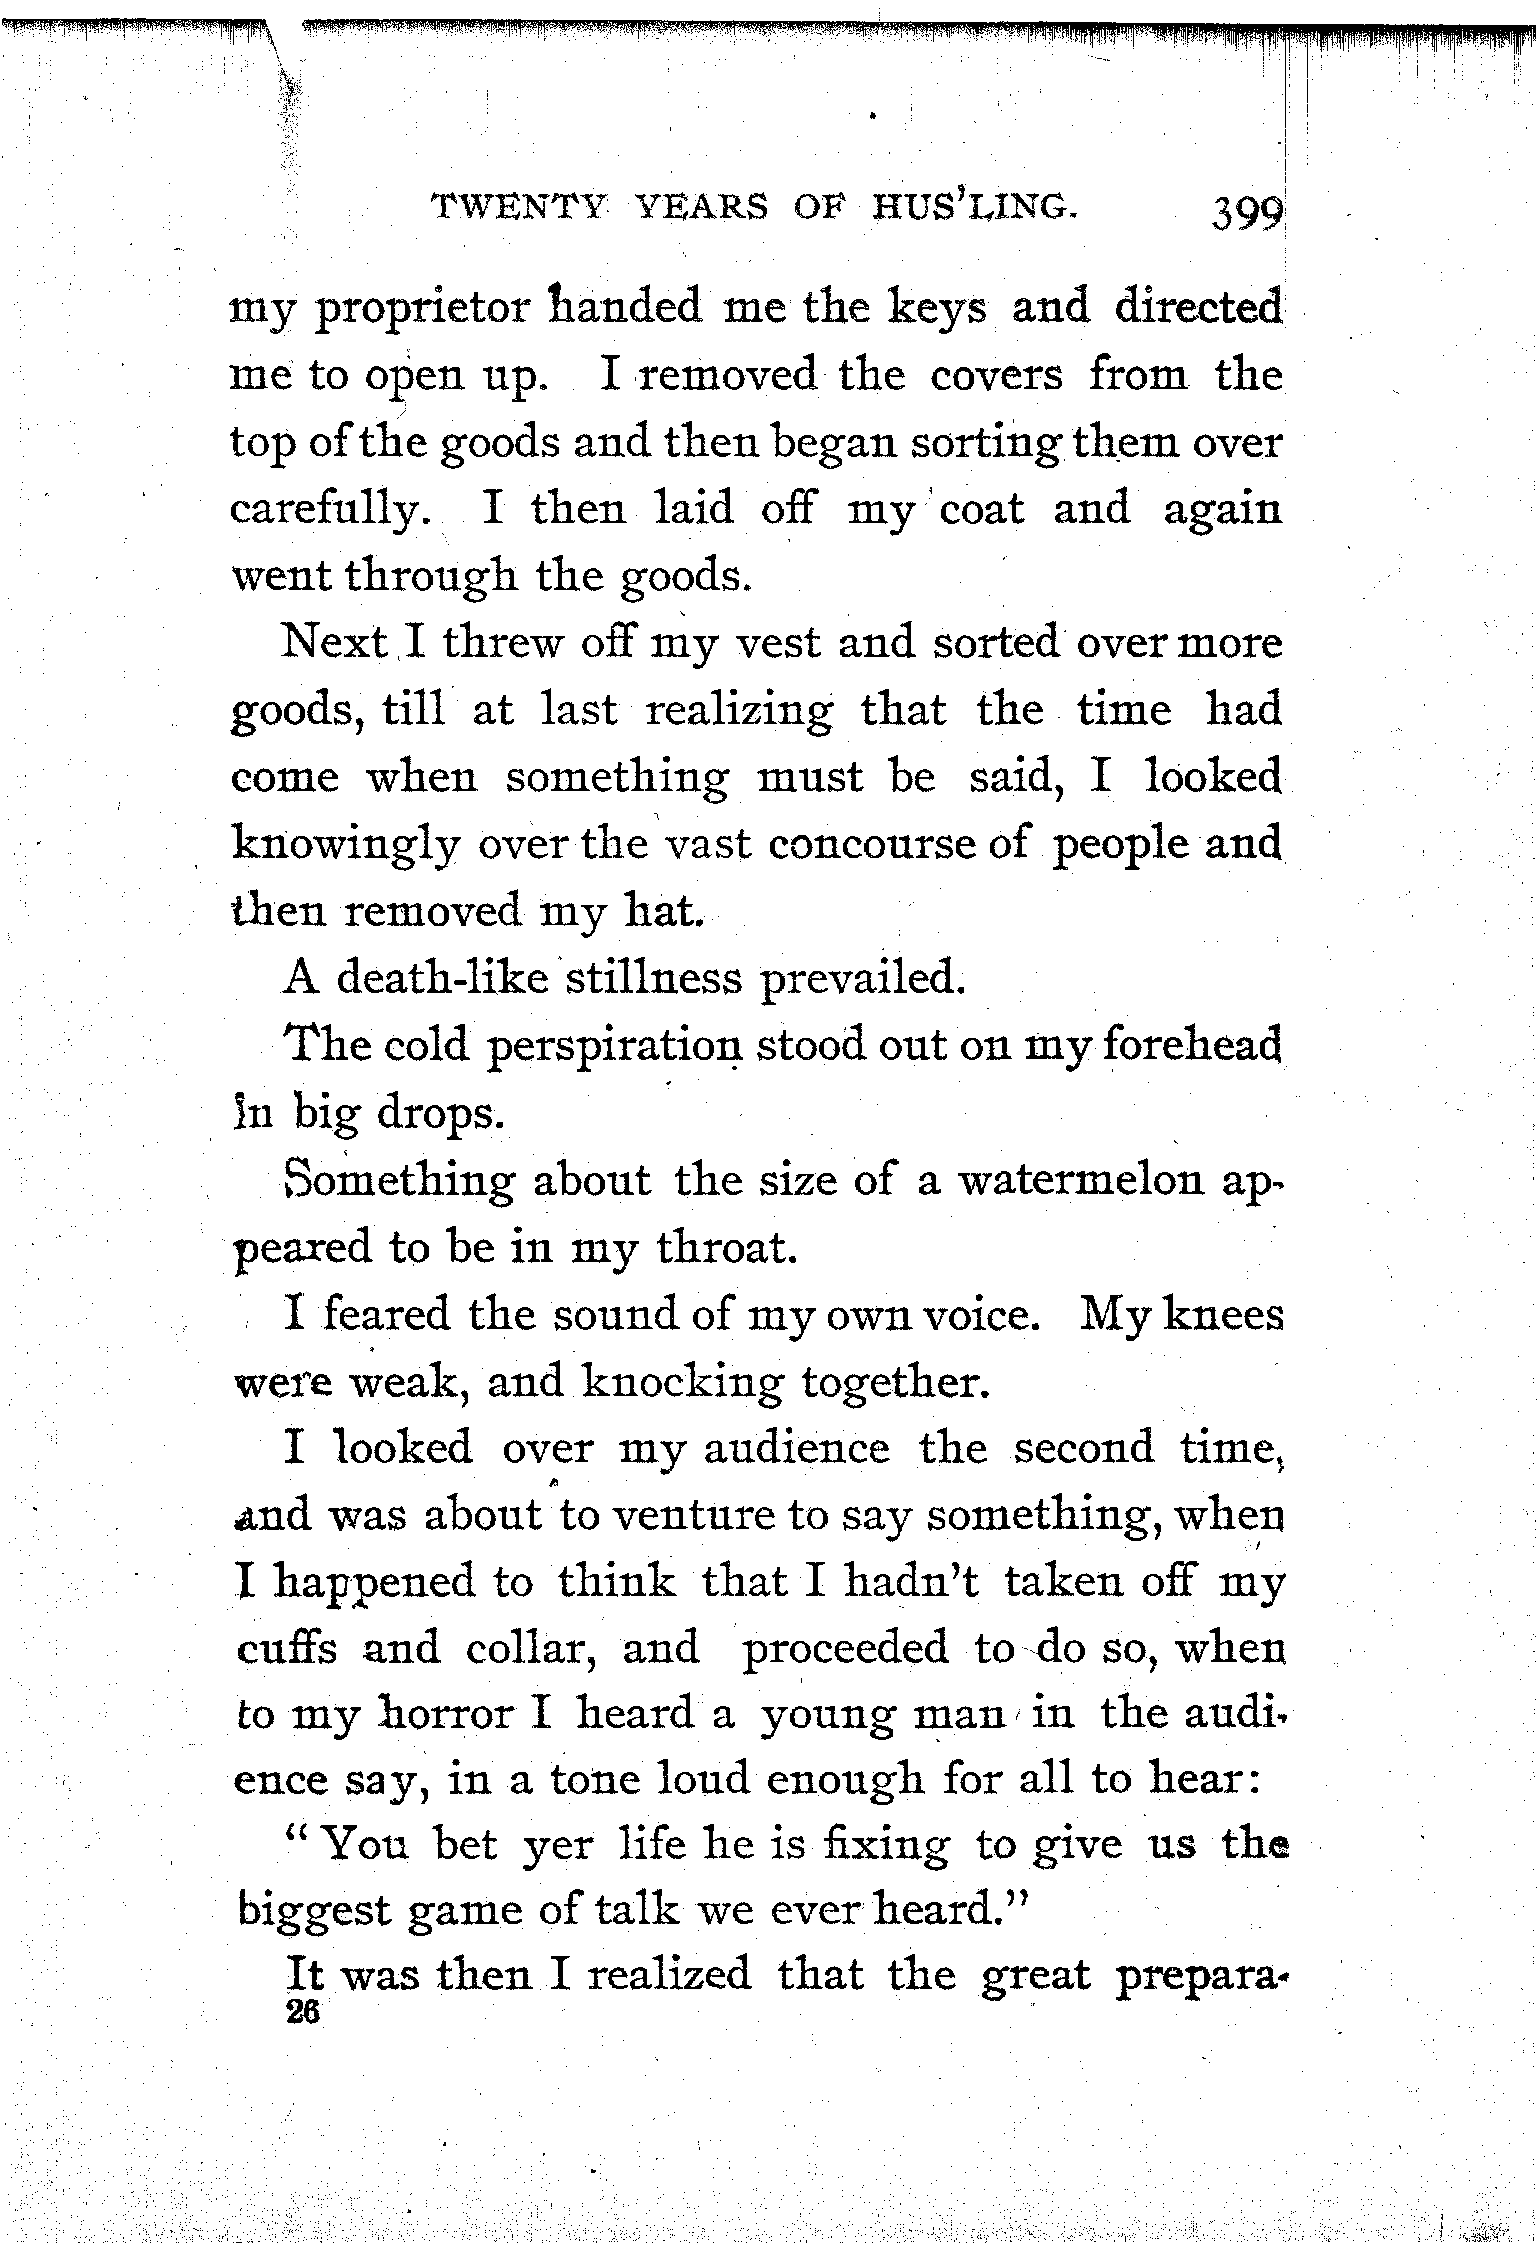 TWENTY YEARS OF HUS'LING. 399
my proprietor handed me the keys and directed
me to open up. I removed the covers from the
top of the goods and then began sorting them over
carefully. I then laid off my coat and again
went through the goods.
Next I threw off my vest and sorted over more
goods, till at last realizing that the time had
come when something must be said, I looked
knowingly over the vast concourse of people and
then removed my hat.
A death-like stillness prevailed.
The cold perspiration stood out on my forehead
in big drops.
Something about the size of a watermelon ap-
peared to be in my throat.
I feared the sound of my own voice. My knees
were weak, and knocking together.
I looked over my audience the second time,
and was about to venture to say something, when
I happened to think that I hadn't taken off my
cuffs and collar, and proceeded to do so, when
to my horror I heard a young man in the audi-
ence say, in a tone loud enough for all to hear:
"You bet yer life he is fixing to give us the
biggest game of talk we ever heard."
It was then I realized that the great prepara-
26